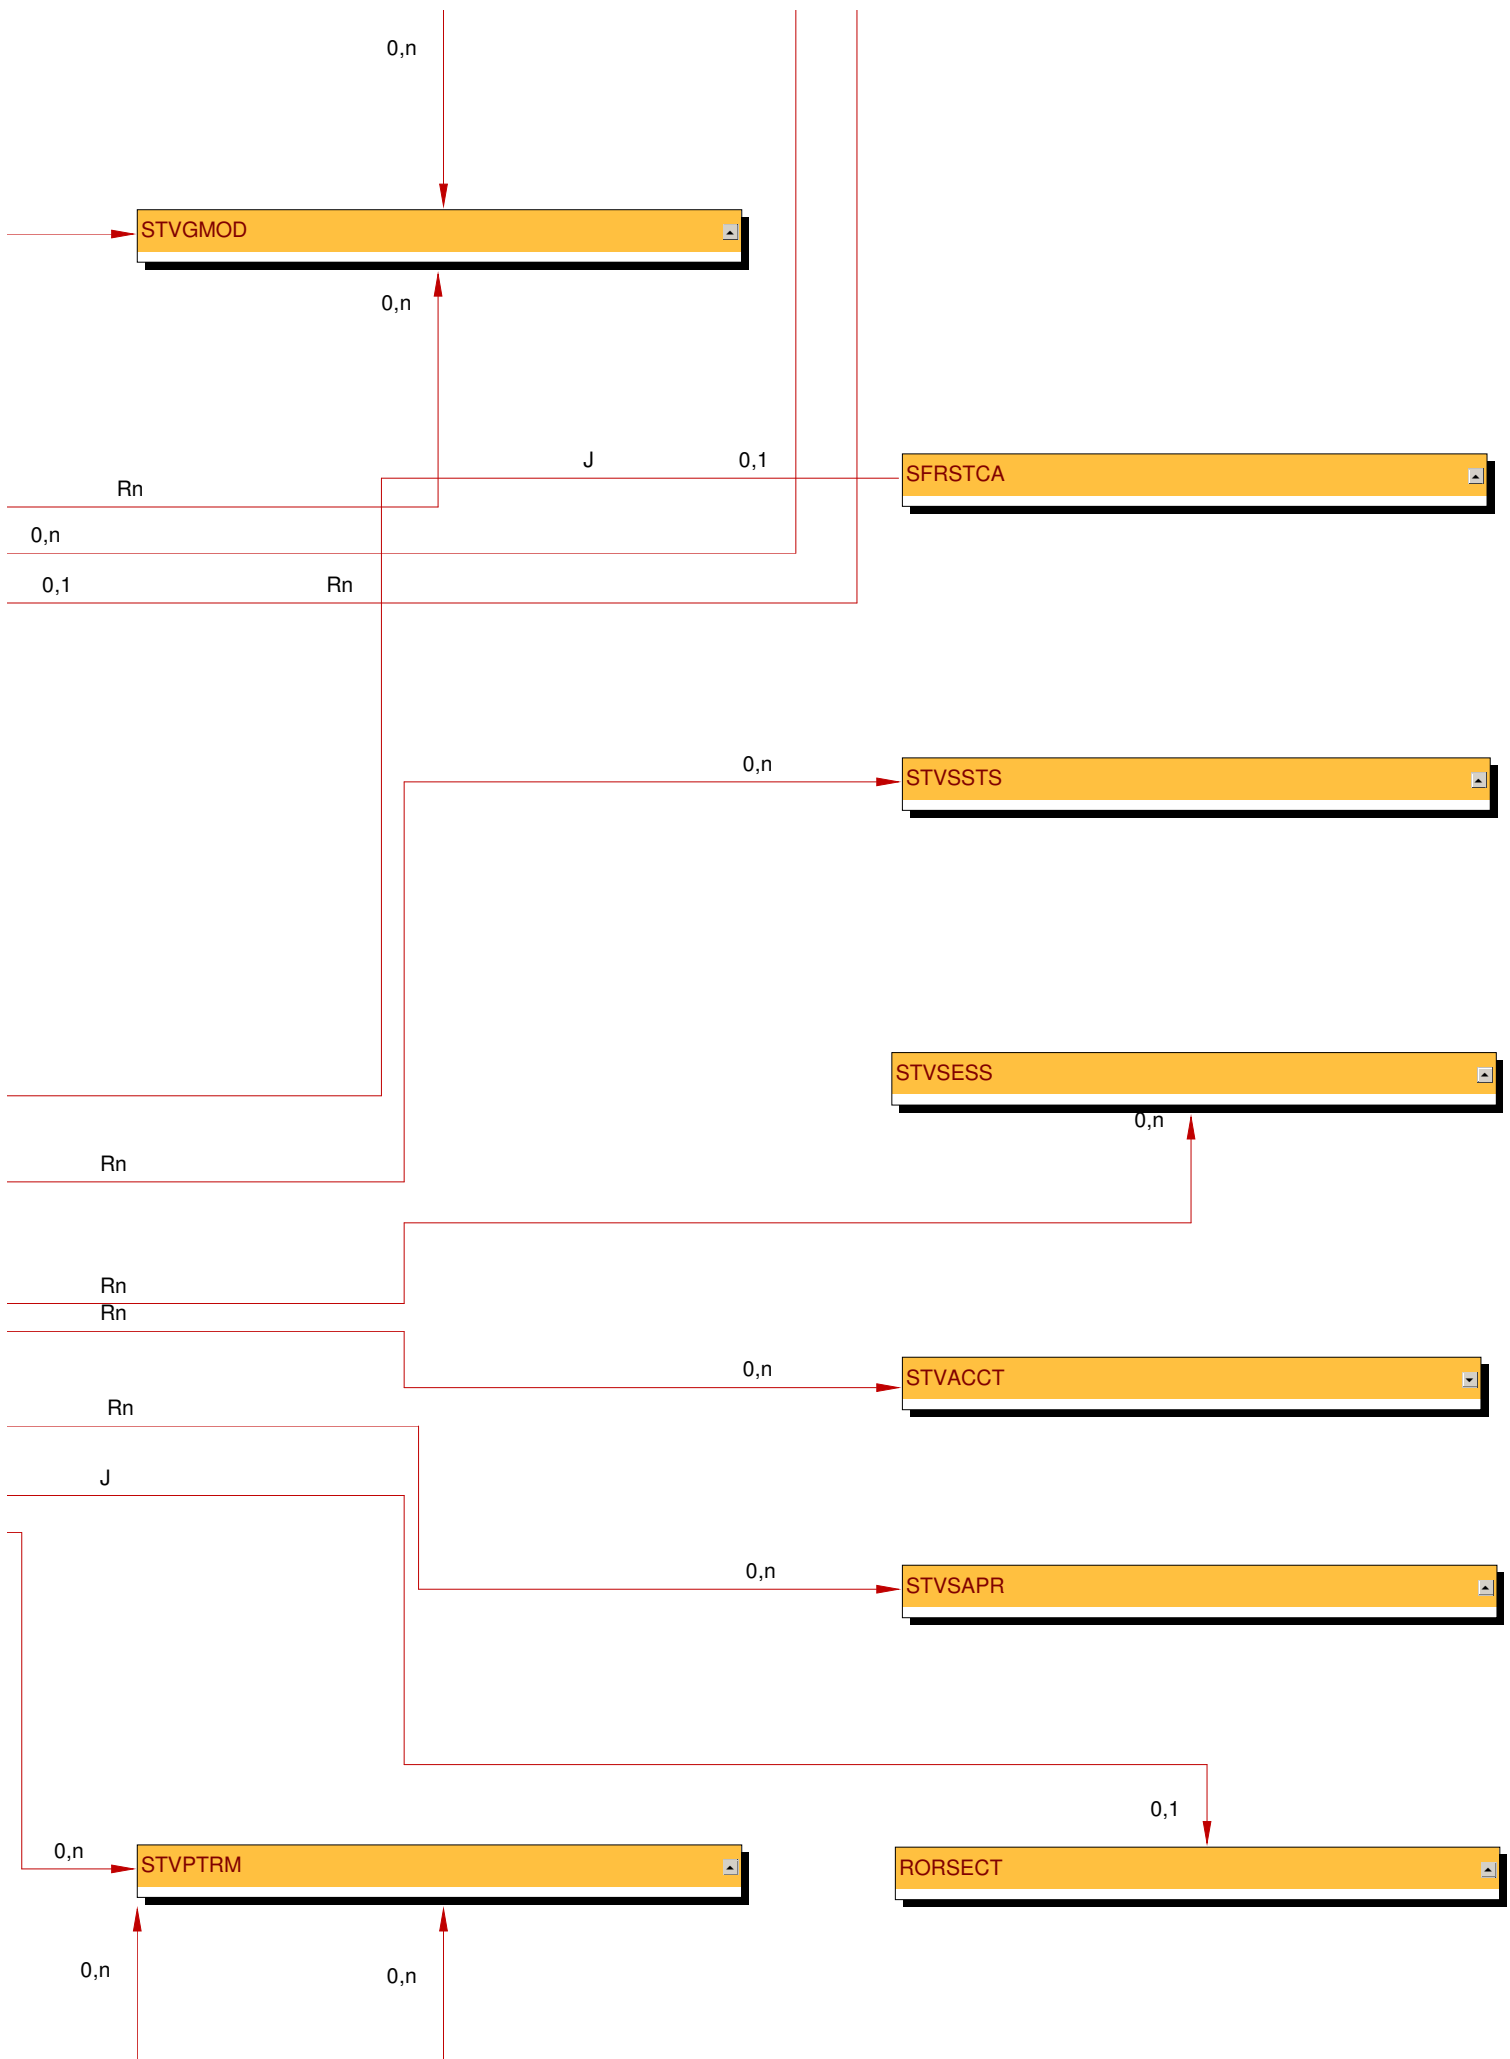 0,n
STVGMOD
0,n
J 0,1
SFRSTCA
Rn
0,n
0,1 Rn
0,n
STVSSTS
STVSESS
0,n
Rn
Rn
Rn
0,n
STVACCT
Rn
J
0,n
STVSAPR
0,1
0,n
STVPTRM
RORSECT
0,n
0,n